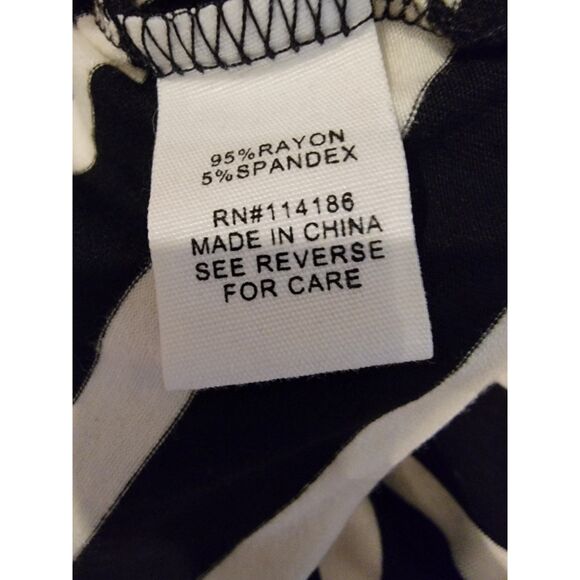 95%RAYON
5%SPANDEX
RN#114186
MADE IN CHINA
SEE REVERSE
FOR CARE